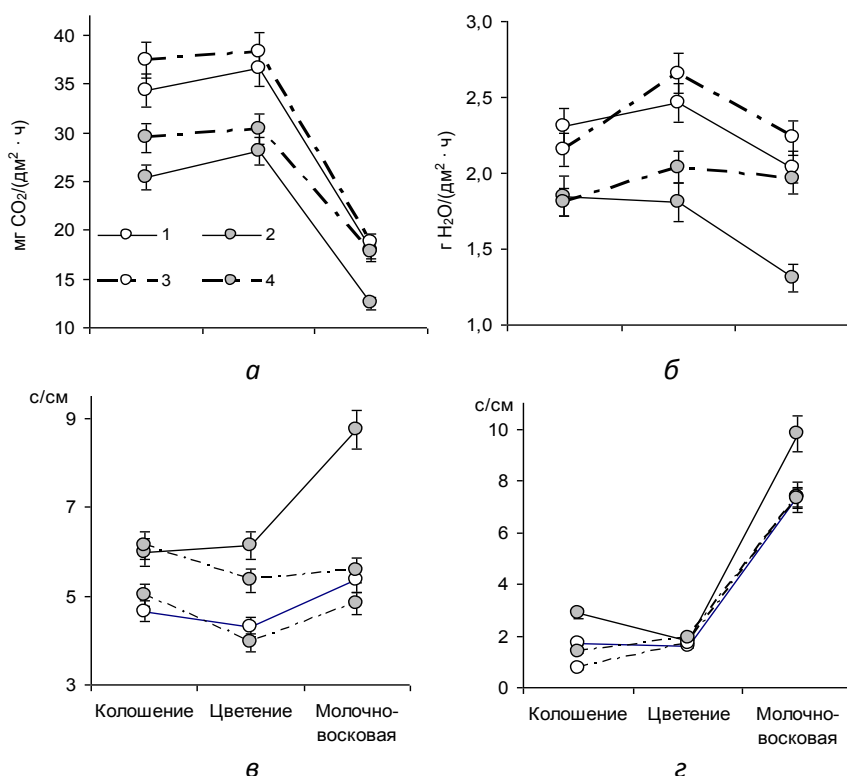 мг CO₂/(дм² · ч)
40
35
30
25
20
15
10
1
2
3
4
а
г H₂O/(дм² · ч)
3,0
2,5
2,0
1,5
1,0
б
с/см
9
7
5
3
Колошение
Цветение
Молочно-
восковая
в
с/см
10
8
6
4
2
0
Колошение
Цветение
Молочно-
восковая
г